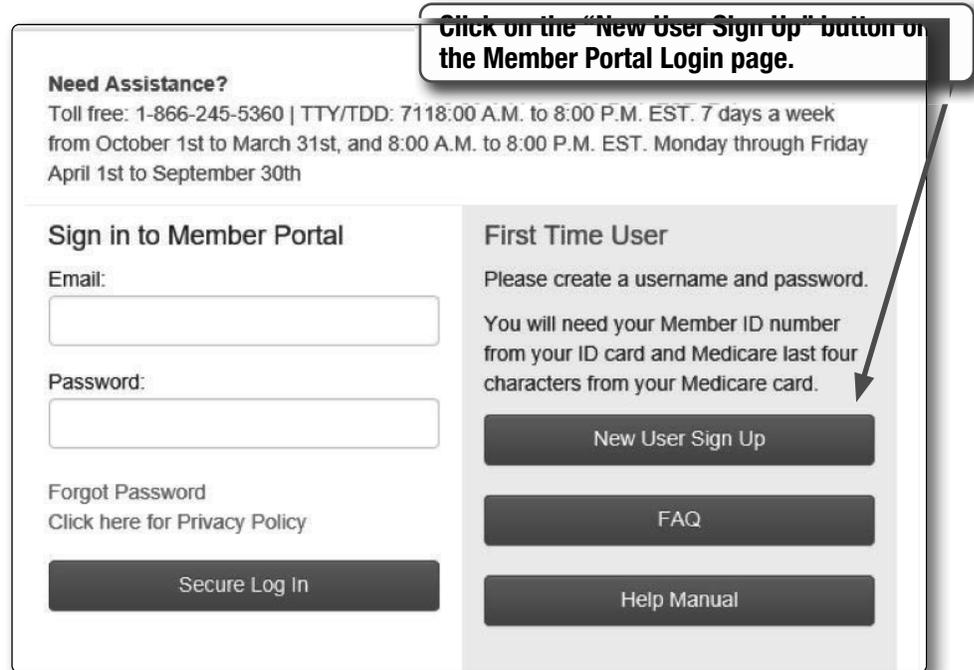 Click on the “New User Sign Up” button on
the Member Portal Login page.
Need Assistance?
Toll free: 1-866-245-5360 | TTY/TDD: 7118:00 A.M. to 8:00 P.M. EST. 7 days a week
from October 1st to March 31st, and 8:00 A.M. to 8:00 P.M. EST. Monday through Friday
April 1st to September 30th
Sign in to Member Portal
Email:
Password:
Forgot Password
Click here for Privacy Policy
Secure Log In
First Time User
Please create a username and password.
You will need your Member ID number
from your ID card and Medicare last four
characters from your Medicare card.
New User Sign Up
FAQ
Help Manual